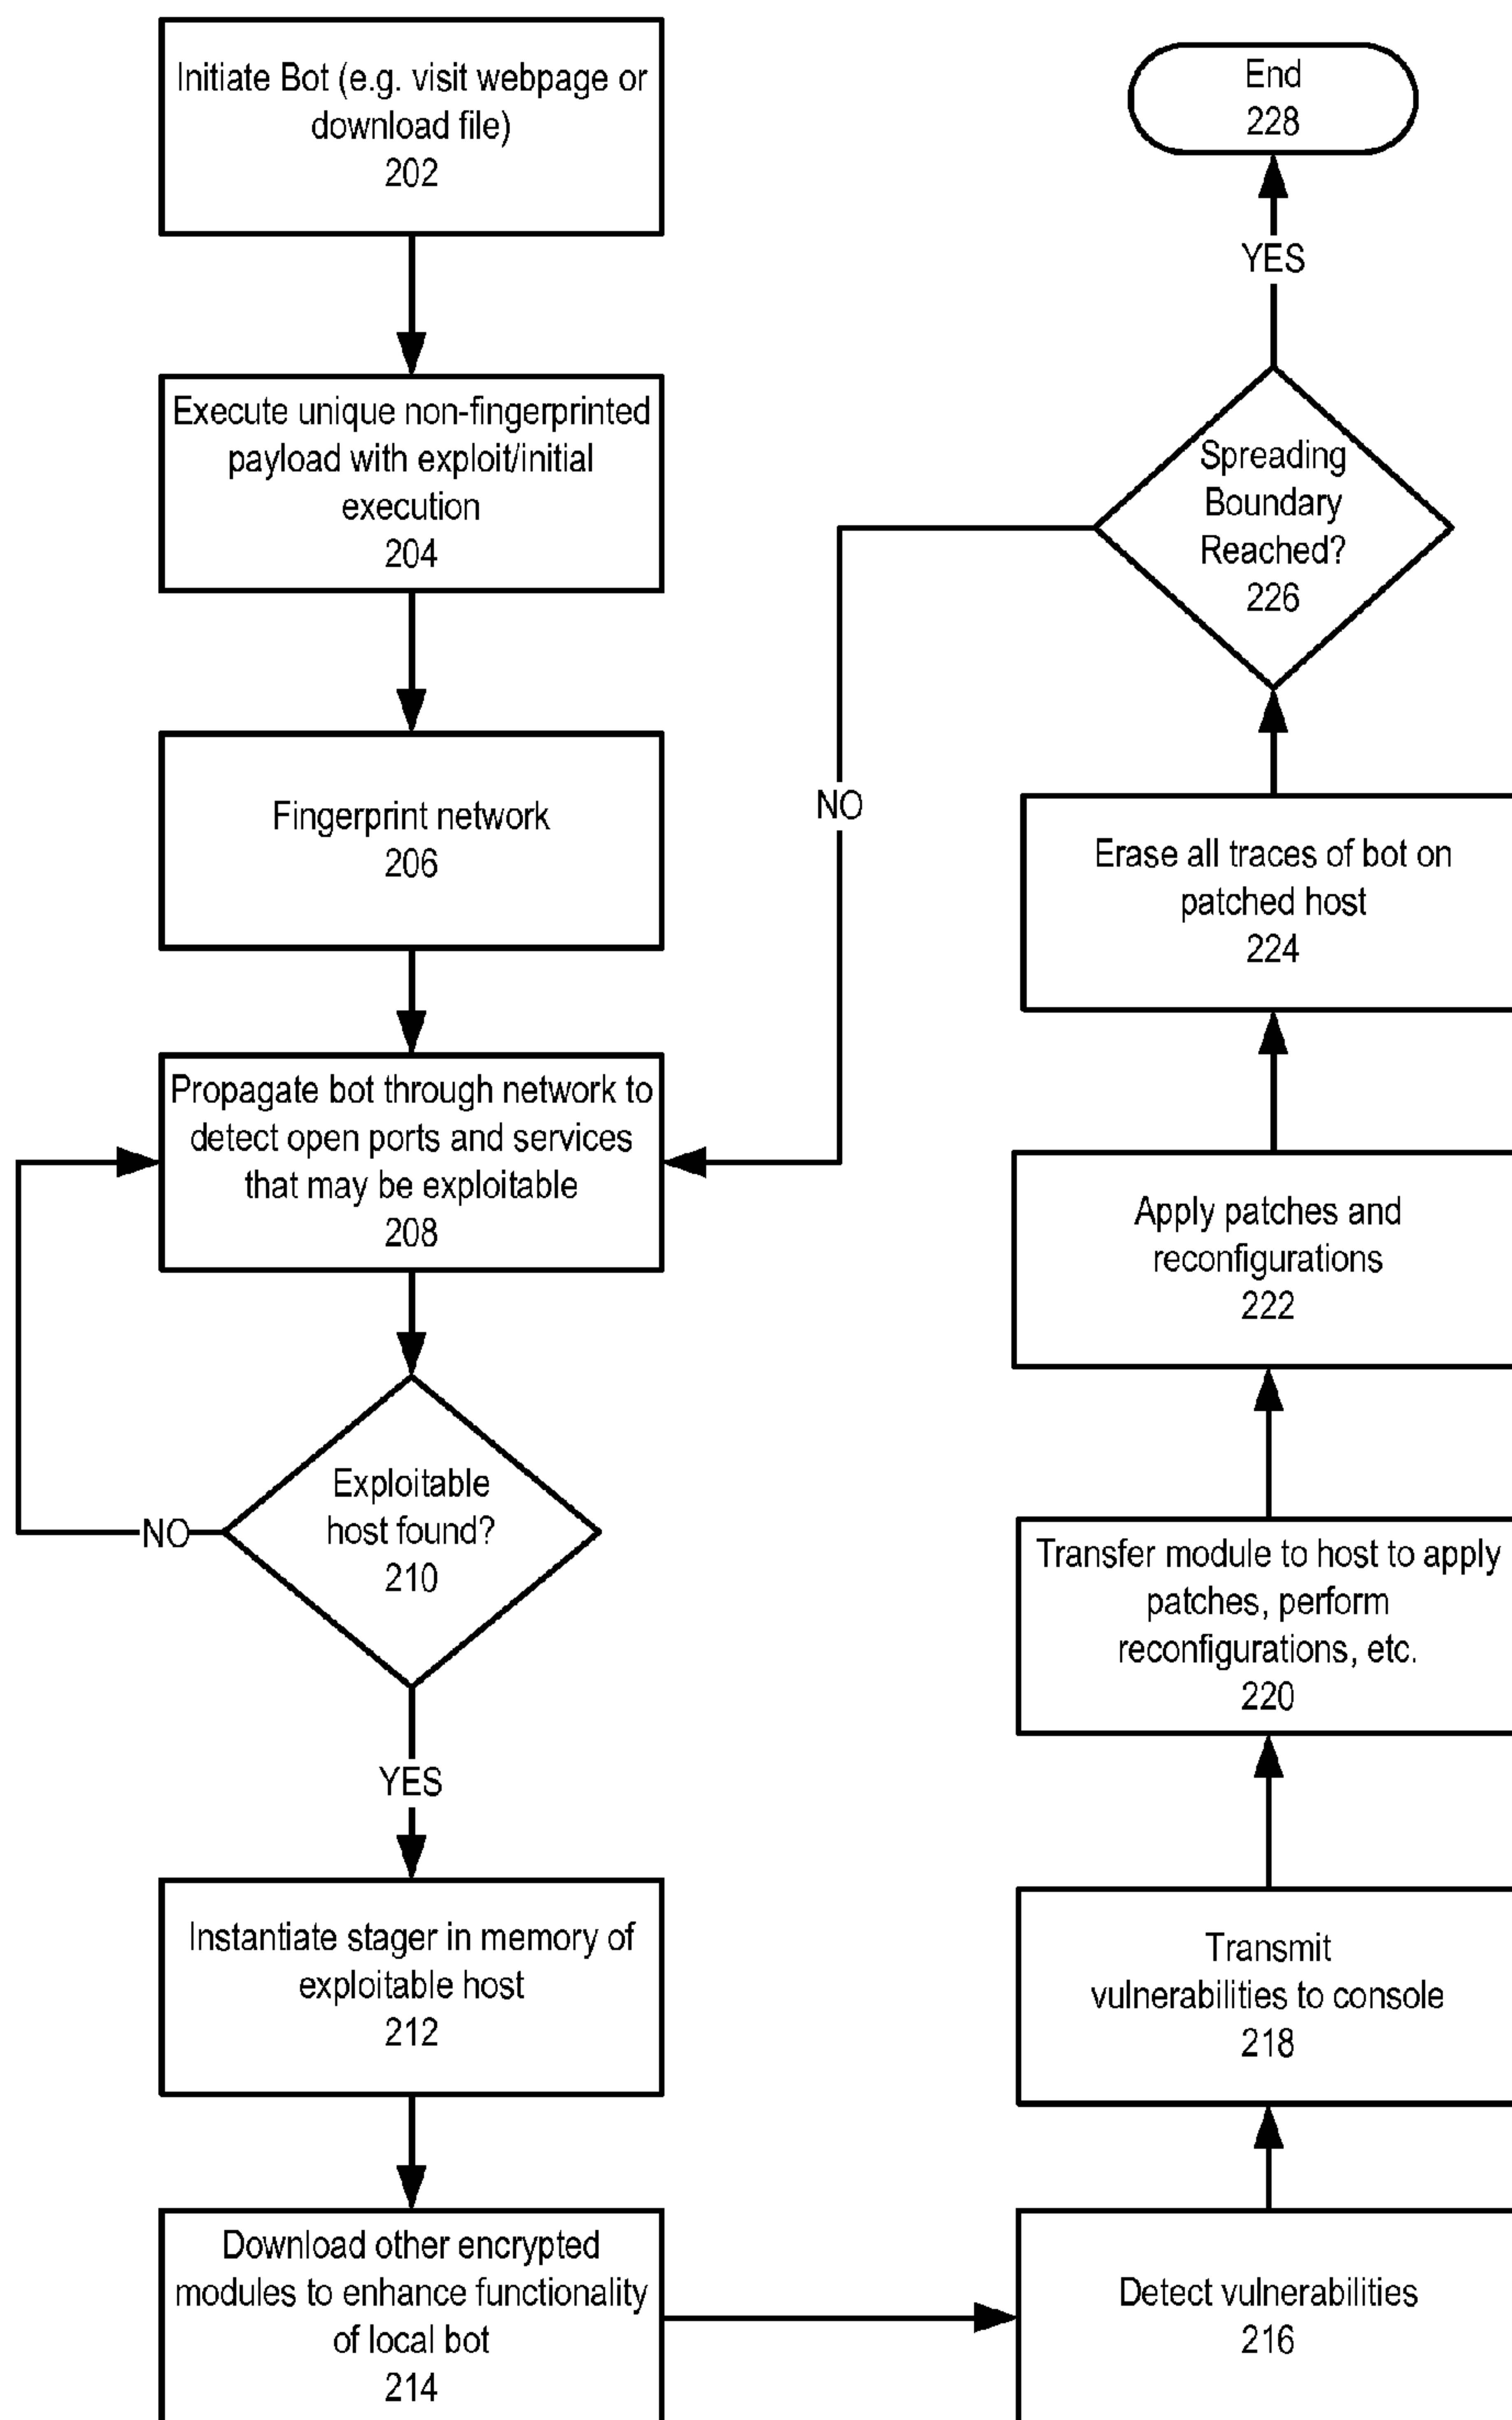 Initiate Bot (e.g. visit webpage or
download file)
202
Execute unique non-fingerprinted
payload with exploit/initial
execution
204
Fingerprint network
206
Propagate bot through network to
detect open ports and services
that may be exploitable
208
Exploitable
host found?
210
NO
YES
Instantiate stager in memory of
exploitable host
212
Download other encrypted
modules to enhance functionality
of local bot
214
Detect vulnerabilities
216
Transmit
vulnerabilities to console
218
Transfer module to host to apply
patches, perform
reconfigurations, etc.
220
Apply patches and
reconfigurations
222
Erase all traces of bot on
patched host
224
Spreading
Boundary
Reached?
226
NO
YES
End
228